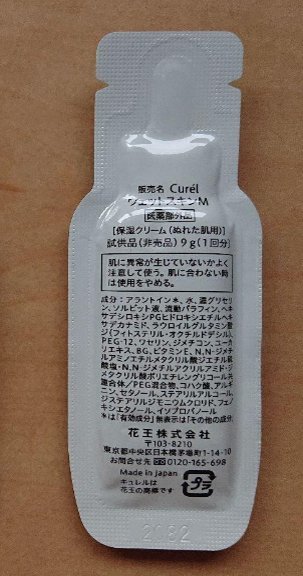 販売名 Curél
ウェットスキンM
医薬部外品
[保湿クリーム(ぬれた肌用)]
試供品(非売品) 9g(1回分)
肌に異常が生じていないかよく
注意して使う。肌に合わない時
は使用をやめる。
成分:アラントイン*、水、濃グリセリ
ン、ソルビット液、流動パラフィン、ヘキ
サデシロキシPGヒドロキシエチルヘキ
サデカナミド、ラウロイルグルタミン酸
ジ(フィトステリル・オクチルドデシル)、
PEG-12、ワセリン、ジメチコン、ユーカ
リエキス、BG、ビタミンE、N,N-ジメチ
ルアミノエチルメタクリル酸ジエチル硫
酸塩・N,N-ジメチルアクリルアミド・ジ
メタクリル酸ポリエチレングリコール共
重合体/PEG混合物、コハク酸、アルギ
ニン、セタノール、ステアリルアルコール、
ジステアリルジモニウムクロリド、フェノ
キシエタノール、イソプロパノール
*は「有効成分」無表示は「その他の成分」
花王株式会社
〒103-8210
東京都中央区日本橋茅場町1-14-10
お問合せ先 0120-165-698
Made in Japan
キュレルは
花王の商標です
プラ